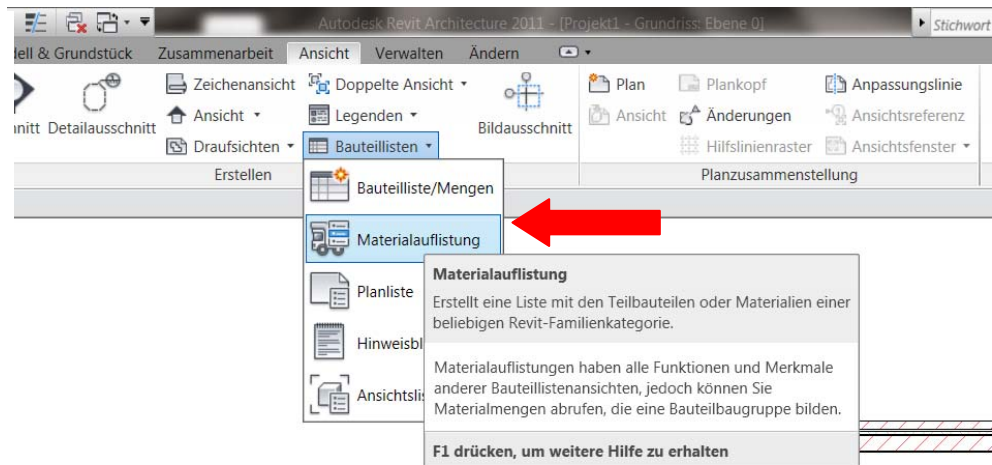 Autodesk Revit Architecture 2011 - [Projekt1 - Grundriss: Ebene 0]
Stichwort
dell & Grundstück Zusammenarbeit Ansicht Verwalten Ändern
nitt Detailausschnitt
Zeichenansicht
Ansicht
Draufsichten
Doppelte Ansicht
Legenden
Bauteillisten
Bildausschnitt
Plan
Ansicht
Plankopf
Änderungen
Hilfslinienraster
Anpassungslinie
Ansichtsreferenz
Ansichtsfenster
Erstellen
Planzusammenstellung
Bauteilliste/Mengen
Materialauflistung
Planliste
Hinweisbl
Ansichtslis
Materialauflistung
Erstellt eine Liste mit den Teilbauteilen oder Materialien einer
beliebigen Revit-Familienkategorie.
Materialauflistungen haben alle Funktionen und Merkmale
anderer Bauteillistenansichten, jedoch können Sie
Materialmengen abrufen, die eine Bauteilbaugruppe bilden.
F1 drücken, um weitere Hilfe zu erhalten